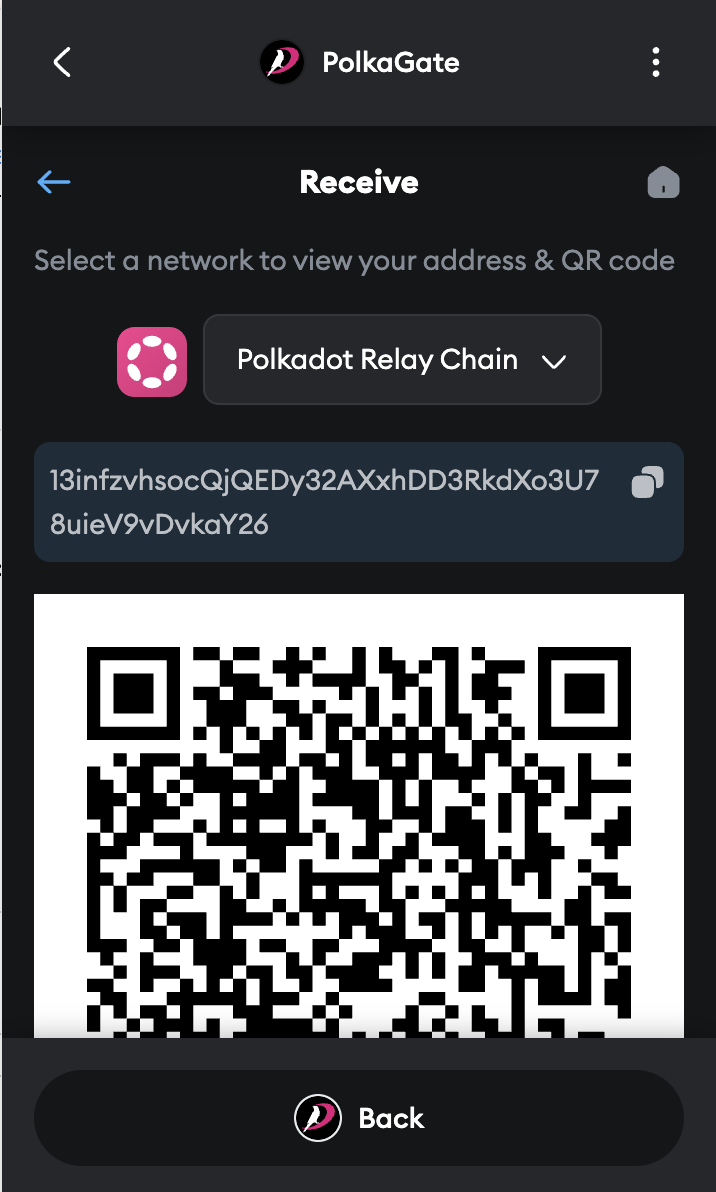 PolkaGate
Receive
Select a network to view your address & QR code
Polkadot Relay Chain
13infzvhsocQjQEDy32AXxhDD3RkdXo3U7
8uieV9vDvkaY26
Back